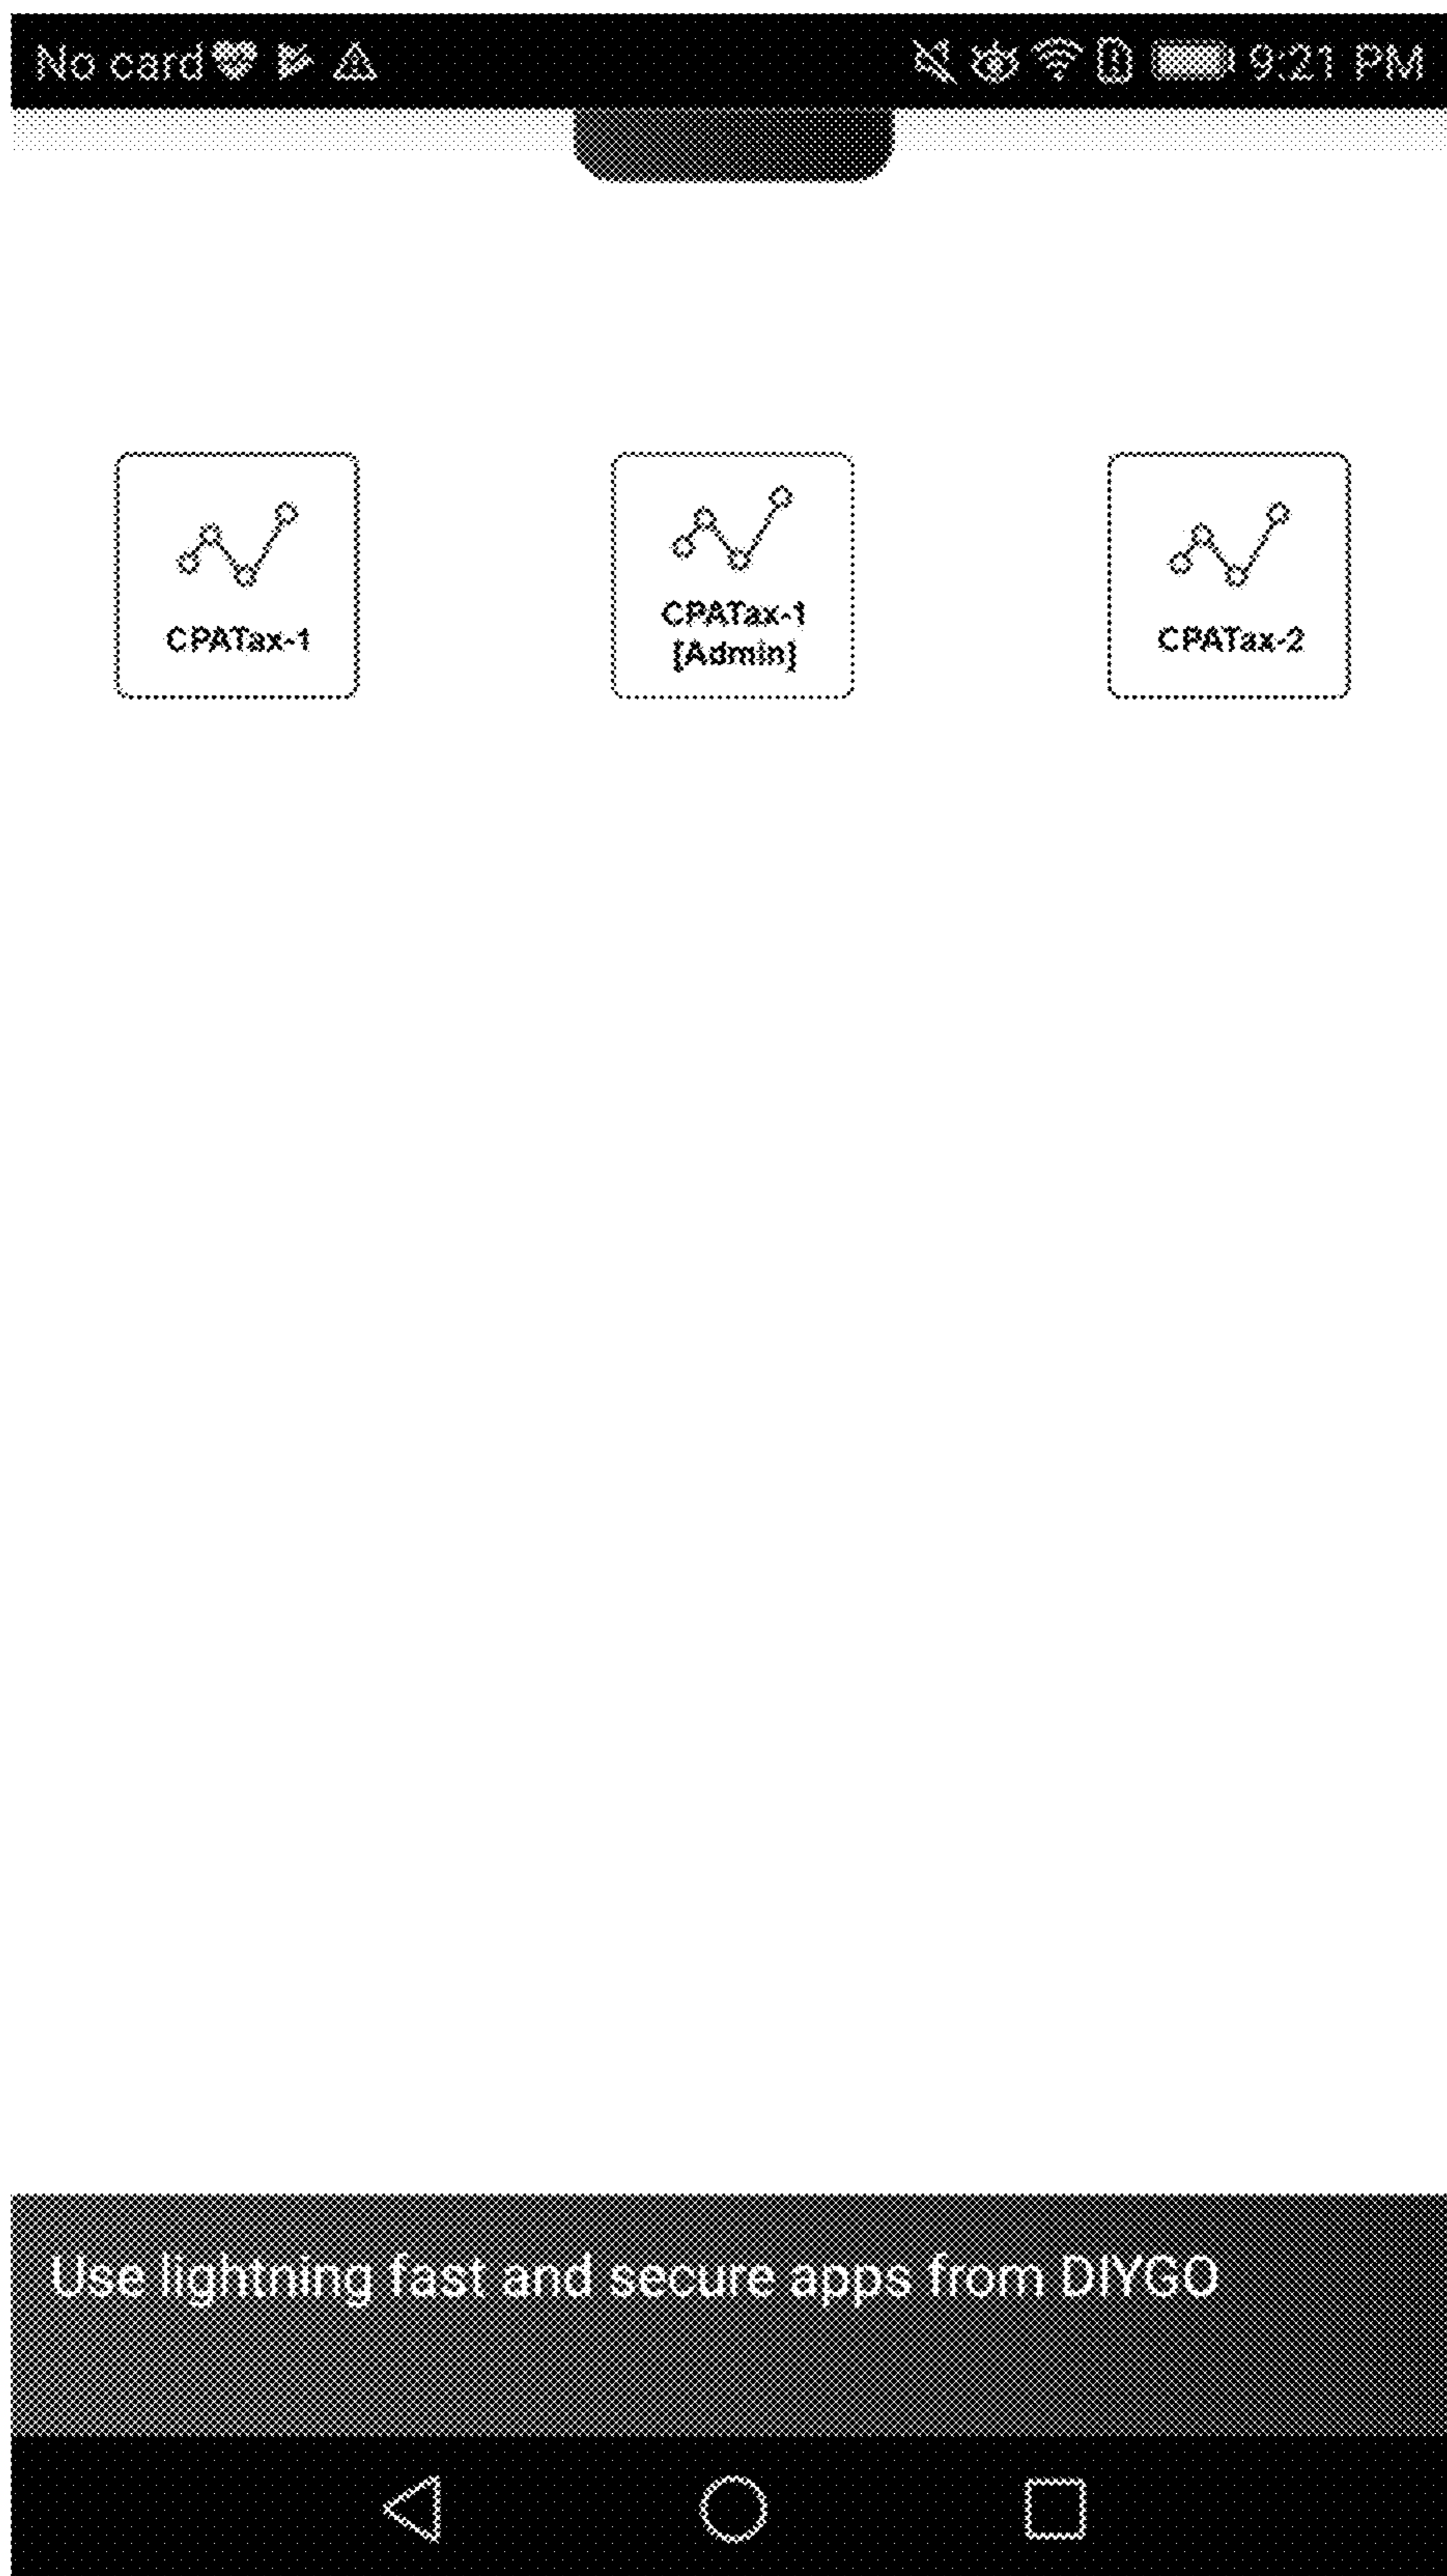 No card 9:21 PM
CPATax-1
CPATax-1
[Admin]
CPATax-2
Use lightning fast and secure apps from DIYGO